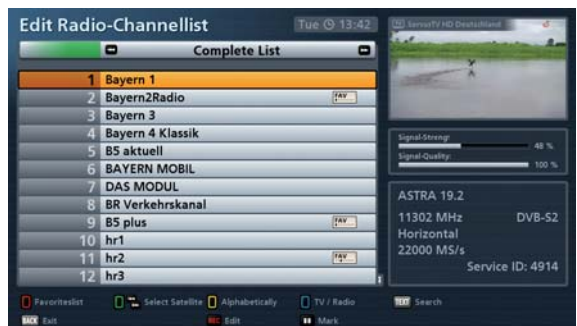 Edit Radio-Channellist
Tue 13:42
ServusTV HD Deutschland
Complete List
1 Bayern 1
2 Bayern2Radio FAV
3 Bayern 3
4 Bayern 4 Klassik
5 B5 aktuell
6 BAYERN MOBIL
7 DAS MODUL
8 BR Verkehrskanal
9 B5 plus FAV
10 hr1
11 hr2 FAV
12 hr3
Signal-Streng:
48 %
Signal-Quality:
100 %
ASTRA 19.2
11302 MHz DVB-S2
Horizontal
22000 MS/s
Service ID: 4914
Favoriteslist
Select Satellite
Alphabetically
TV / Radio
TEXT Search
BACK Exit
REC Edit
Mark